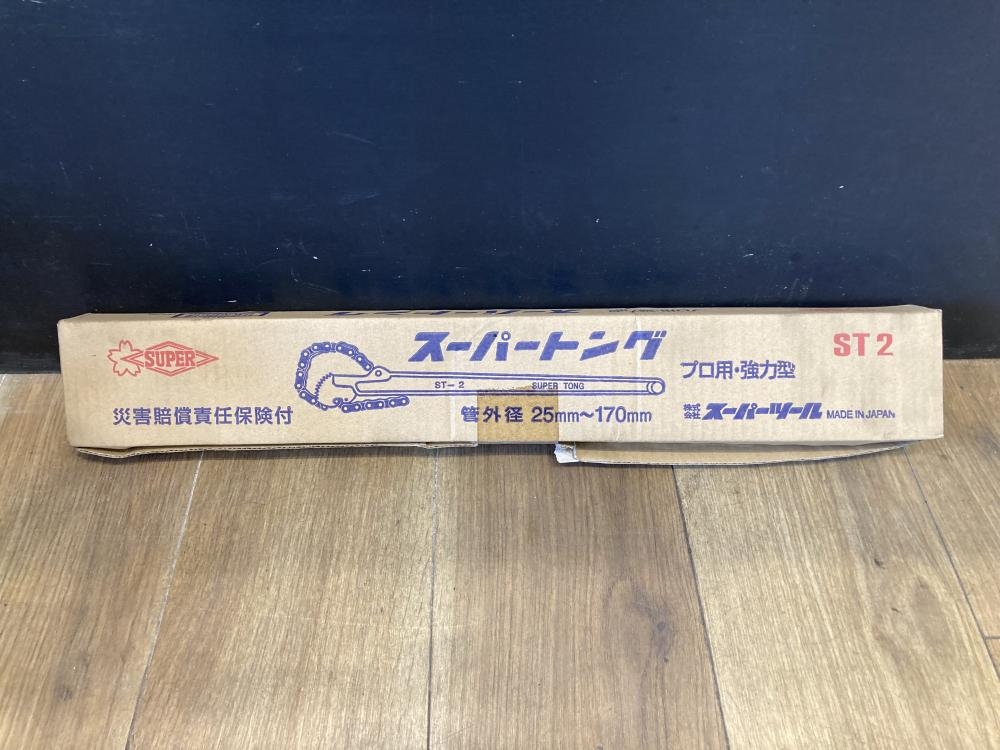 スーパートング
SUPER
ST 2
プロ用・強力型
ST-2
SUPER TONG
災害賠償責任保険付
管外径 25mm～170mm
株式会社 スーパーツール MADE IN JAPAN